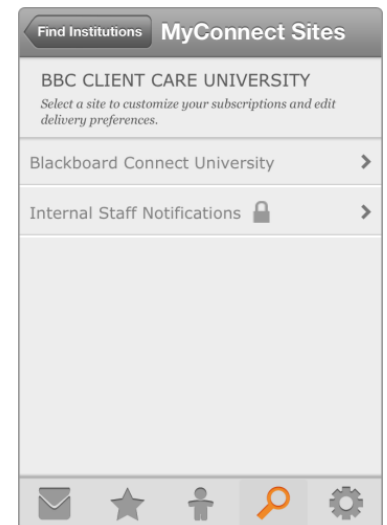 Find Institutions
MyConnect Sites
BBC CLIENT CARE UNIVERSITY
Select a site to customize your subscriptions and edit
delivery preferences.
Blackboard Connect University
Internal Staff Notifications